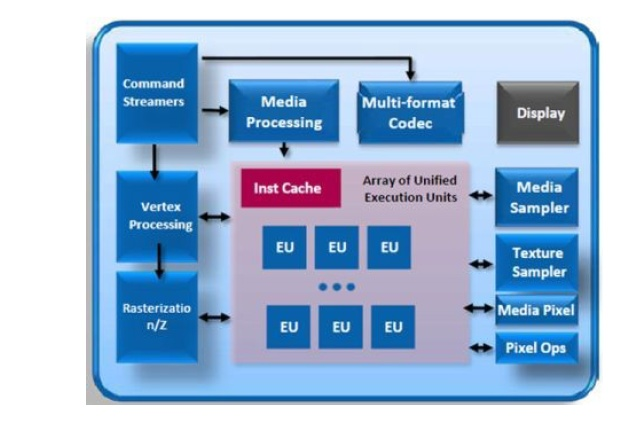 Command
Streamers
Media
Processing
Multi-format
Codec
Display
Inst Cache
Array of Unified
Execution Units
Media
Sampler
Vertex
Processing
EU EU EU
Texture
Sampler
Rasterizatio
n/Z
Media Pixel
EU EU EU
Pixel Ops